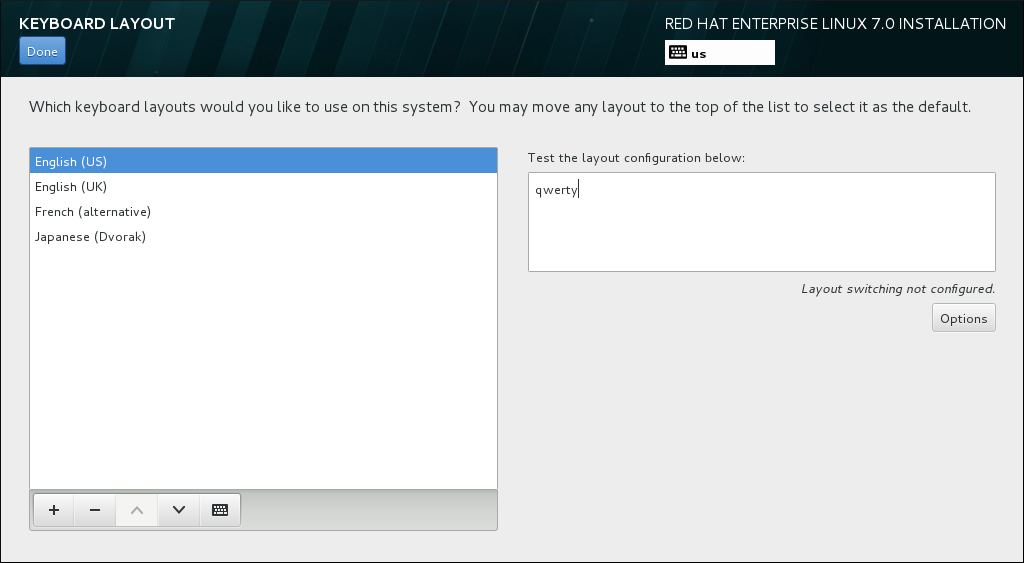 KEYBOARD LAYOUT
RED HAT ENTERPRISE LINUX 7.0 INSTALLATION
Done
us
Which keyboard layouts would you like to use on this system?  You may move any layout to the top of the list to select it as the default.
English (US)
English (UK)
French (alternative)
Japanese (Dvorak)
Test the layout configuration below:
qwerty
Layout switching not configured.
Options